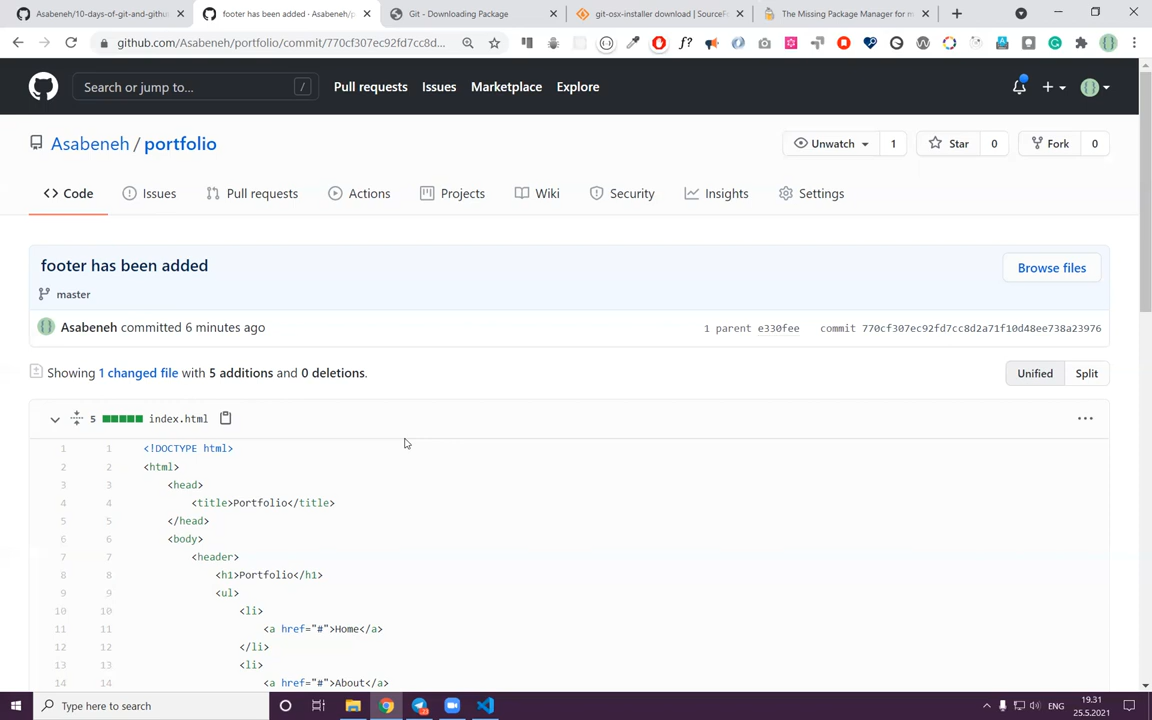 Asabeneh/10-days-of-git-and-githu
footer has been added · Asabeneh/p
Git - Downloading Package
git-osx-installer download | SourceF
The Missing Package Manager for m
github.com/Asabeneh/portfolio/commit/770cf307ec92fd7cc8d...
Search or jump to...
/
Pull requests
Issues
Marketplace
Explore
Asabeneh / portfolio
Unwatch
1
Star
0
Fork
0
Code
Issues
Pull requests
Actions
Projects
Wiki
Security
Insights
Settings
footer has been added
Browse files
master
Asabeneh committed 6 minutes ago
1 parent e330fee
commit 770cf307ec92fd7cc8d2a71f10d48ee738a23976
Showing 1 changed file with 5 additions and 0 deletions.
Unified
Split
5
index.html
1 1 <!DOCTYPE html>
2 2 <html>
3 3 <head>
4 4 <title>Portfolio</title>
5 5 </head>
6 6 <body>
7 7 <header>
8 8 <h1>Portfolio</h1>
9 9 <ul>
10 10 <li>
11 11 <a href="#">Home</a>
12 12 </li>
13 13 <li>
14 14 <a href="#">About</a>
Type here to search
ENG
19.31
25.5.2021